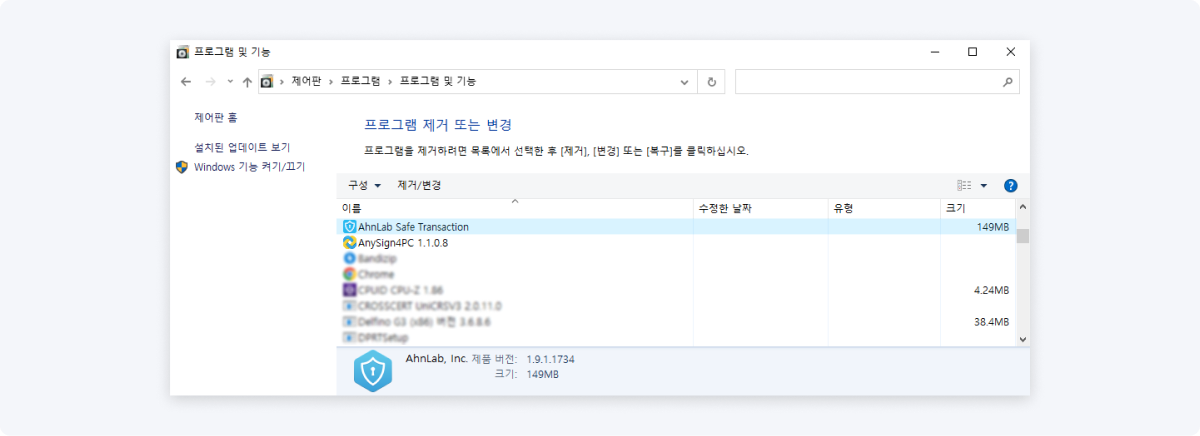 프로그램 및 기능
제어판 › 프로그램 › 프로그램 및 기능
제어판 홈
설치된 업데이트 보기
Windows 기능 켜기/끄기
프로그램 제거 또는 변경
프로그램을 제거하려면 목록에서 선택한 후 [제거], [변경] 또는 [복구]를 클릭하십시오.
구성 제거/변경
이름 수정한 날짜 유형 크기
AhnLab Safe Transaction 149MB
AnySign4PC 1.1.0.8
Bandizip
Chrome
CPUID CPU-Z 1.86 4.24MB
CROSSCERT UniCRSV3 2.0.11.0
Delfino G3 (x86) 버전 3.6.8.6 38.4MB
DPRTSetup
AhnLab, Inc. 제품 버전: 1.9.1.1734
크기: 149MB